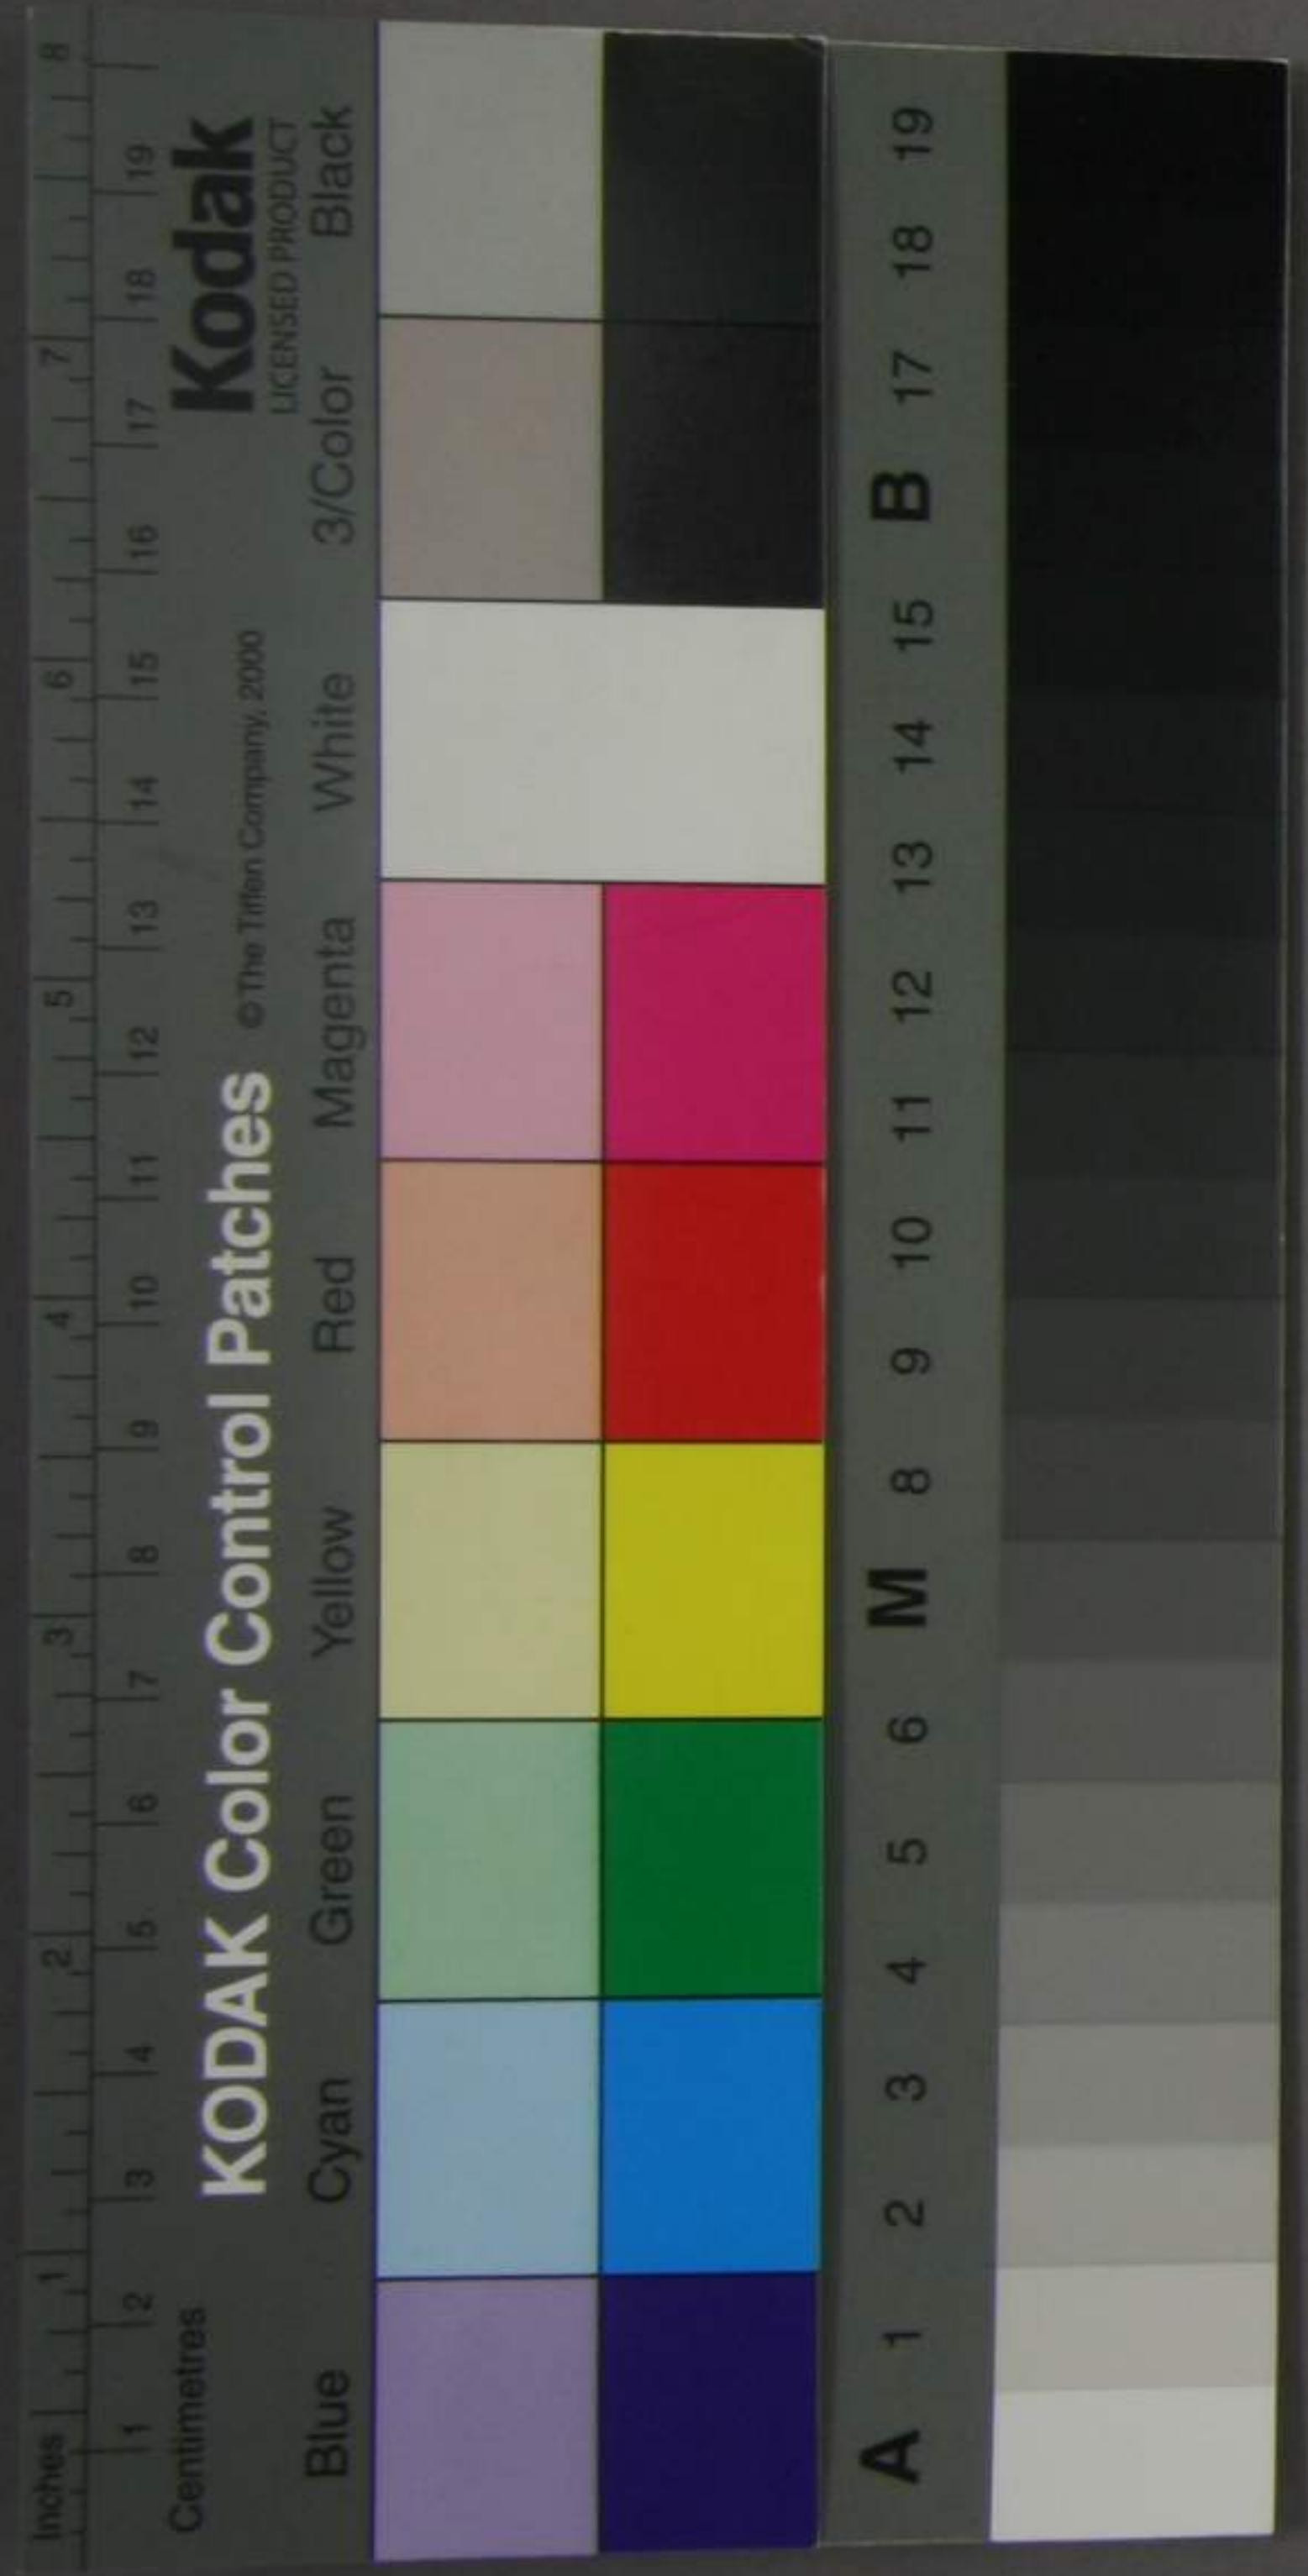 Inches 1 2 3 4 5 6 7 8
Centimetres 1 2 3 4 5 6 7 8 9 10 11 12 13 14 15 16 17 18 19
KODAK Color Control Patches © The Tiffen Company, 2000 Kodak
LICENSED PRODUCT
Blue Cyan Green Yellow Red Magenta White 3/Color Black
A 1 2 3 4 5 6 M 8 9 10 11 12 13 14 15 B 17 18 19